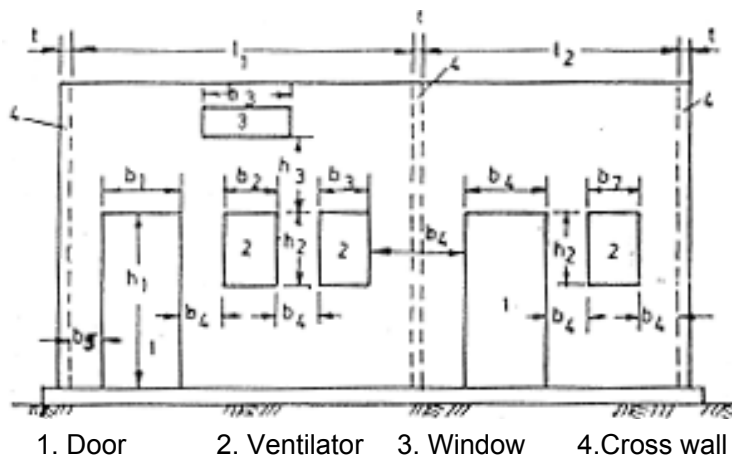 t
t l₁ l₂ t
4
b₃
4 3 4
h₃
b₁ b₂ b₃ b₄ b₇
2 h₂ 2 b₄ h₂ 2
h₁
b₄ b₄ 1 b₄ b₄
b₅ 1
1. Door 2. Ventilator 3. Window 4.Cross wall